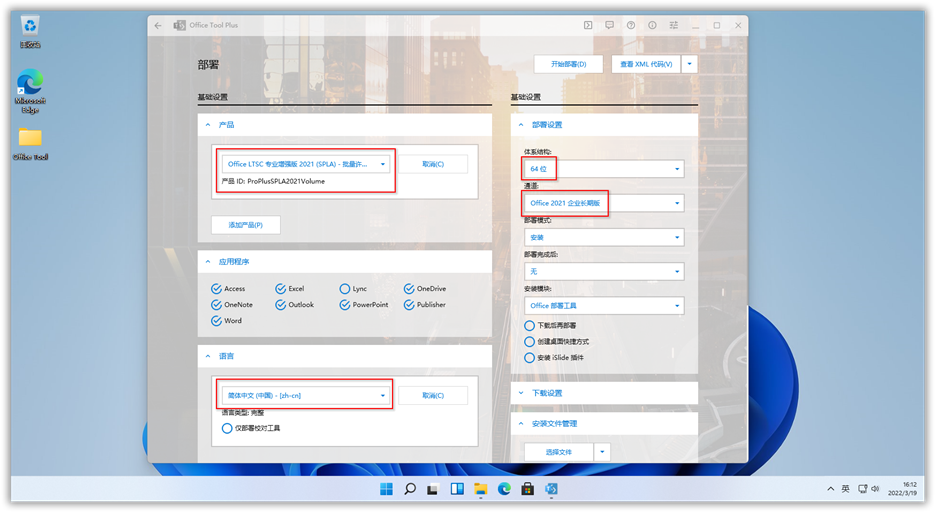 Office Tool Plus
Microsoft
Edge
Office Tool
部署
开始部署(D)
查看 XML 代码(V)
基础设置
产品
Office LTSC 专业增强版 2021 (SPLA) - 批量许...
取消(C)
产品 ID: ProPlusSPLA2021Volume
添加产品(P)
应用程序
Access
Excel
Lync
OneDrive
OneNote
Outlook
PowerPoint
Publisher
Word
语言
简体中文 (中国) - [zh-cn]
取消(C)
语言类型: 完整
仅部署校对工具
基础设置
部署设置
体系结构:
64 位
通道:
Office 2021 企业长期版
部署模式:
安装
部署完成后:
无
安装模块:
Office 部署工具
下载后再部署
创建桌面快捷方式
安装 iSlide 插件
下载设置
安装文件管理
选择文件
英
16:12
2022/3/19